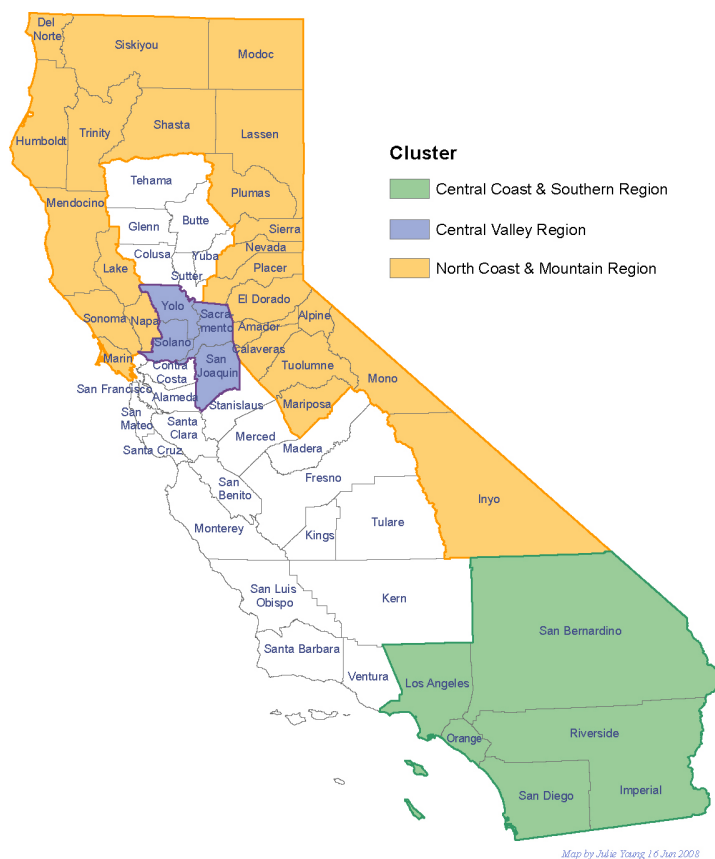 Del
Norte
Siskiyou
Modoc
Humboldt
Trinity
Shasta
Lassen
Cluster
Central Coast & Southern Region
Central Valley Region
North Coast & Mountain Region
Tehama
Plumas
Mendocino
Glenn
Butte
Sierra
Colusa
Yuba
Nevada
Lake
Sutter
Placer
Yolo
El Dorado
Sonoma
Napa
Sacra
mento
Alpine
Amador
Solano
Calaveras
Marin
Contra
Costa
San
Joaquin
Tuolumne
Mono
San Francisco
Alameda
Stanislaus
Mariposa
San
Mateo
Santa
Clara
Merced
Santa Cruz
Madera
San
Benito
Fresno
Inyo
Monterey
Kings
Tulare
San Luis
Obispo
Kern
San Bernardino
Santa Barbara
Ventura
Los Angeles
Orange
Riverside
San Diego
Imperial
Map by Julie Young 16 Jun 2008